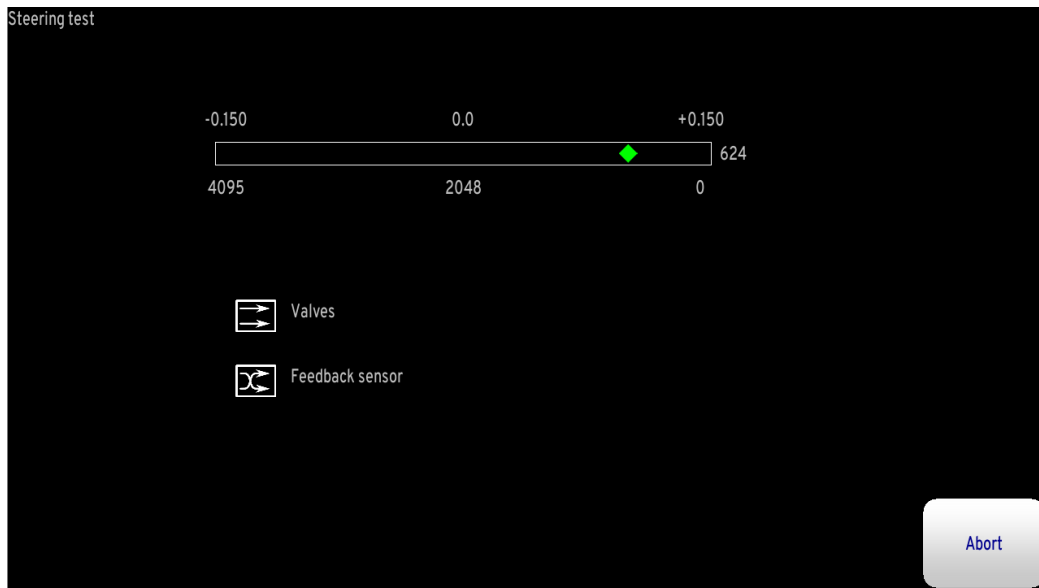 Steering test
-0.150 0.0 +0.150
624
4095 2048 0
Valves
Feedback sensor
Abort